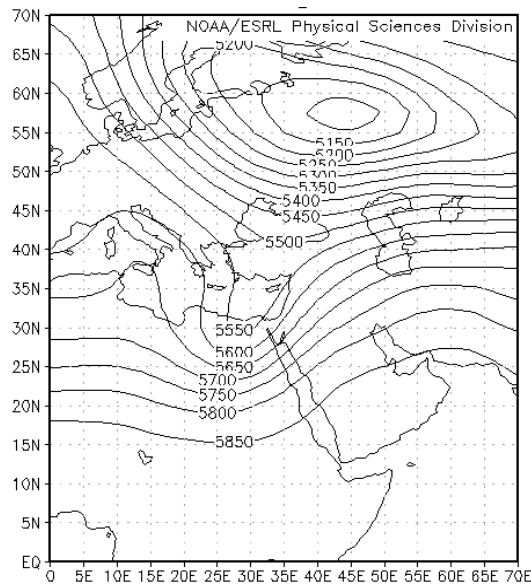 NOAA/ESRL Physical Sciences Division
70N
5200
65N
60N
55N
5150
5200
5250
50N
5300
5350
5400
45N
5450
5500
40N
35N
30N
5550
5600
25N
5650
5700
5750
20N
5800
5850
15N
10N
5N
EQ
0 5E 10E 15E 20E 25E 30E 35E 40E 45E 50E 55E 60E 65E 70E